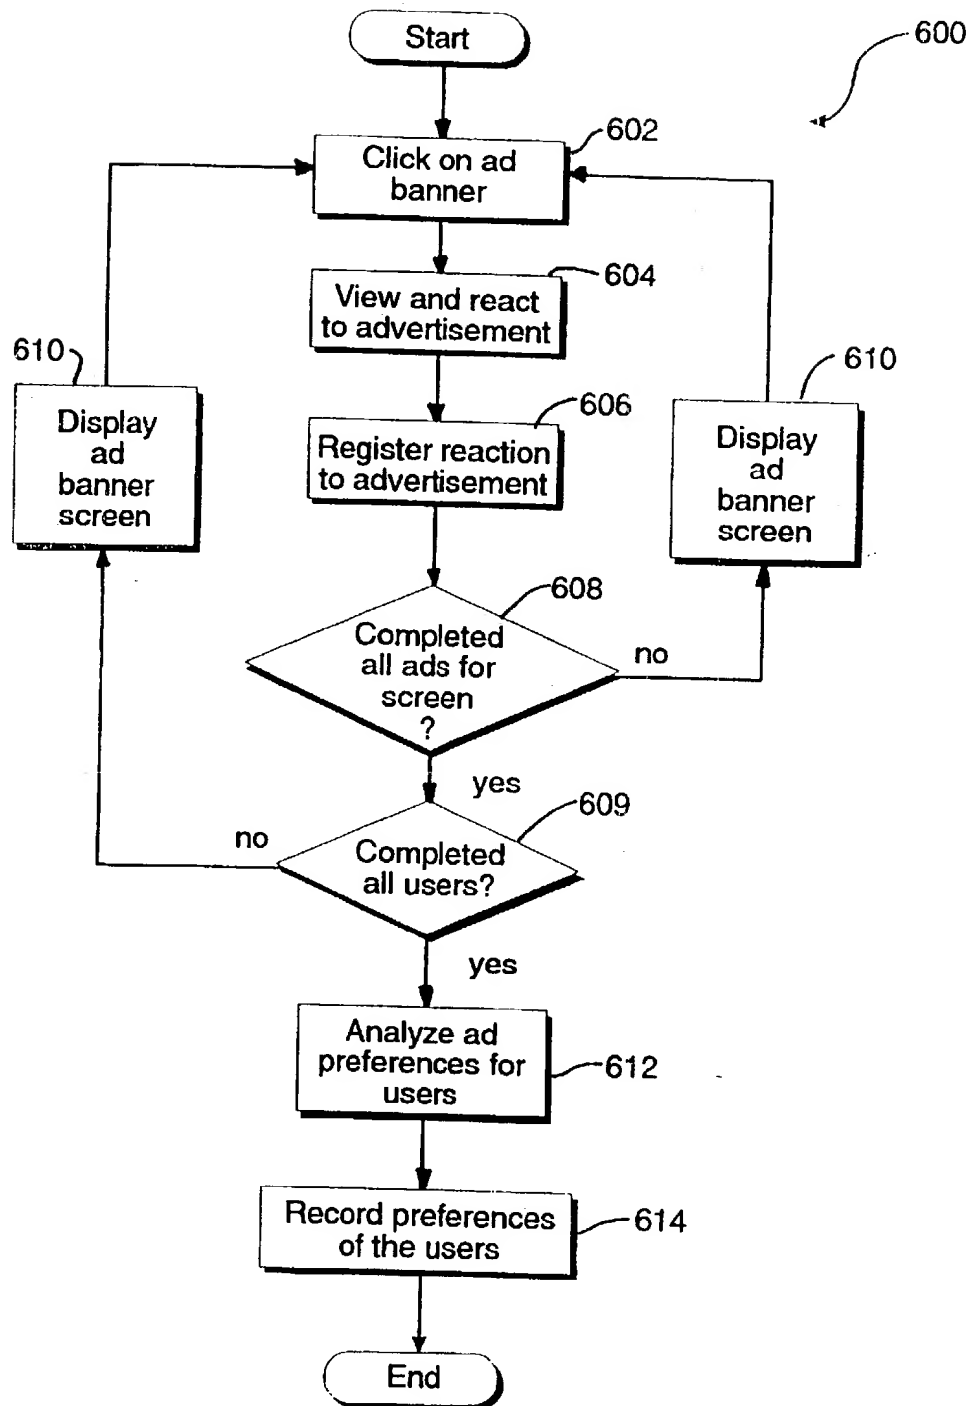 Start
600
602
Click on ad
banner
604
View and react
to advertisement
610
Display
ad
banner
screen
606
Register reaction
to advertisement
610
Display
ad
banner
screen
608
Completed
all ads for
screen
?
no
yes
609
no
Completed
all users?
yes
Analyze ad
preferences for
users
612
Record preferences
of the users
614
End